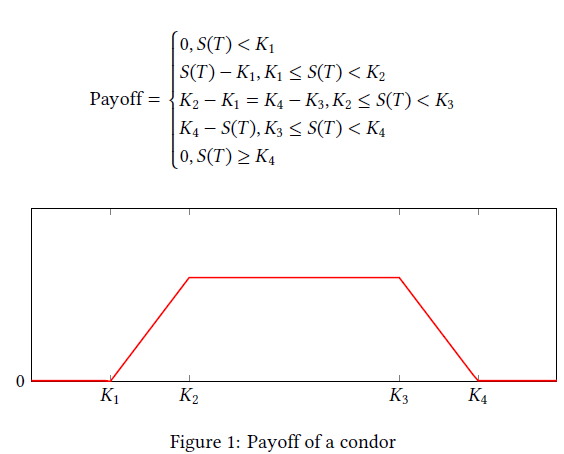 0, S(T) < K₁
S(T) − K₁, K₁ ≤ S(T) < K₂
Payoff = K₂ − K₁ = K₄ − K₃, K₂ ≤ S(T) < K₃
K₄ − S(T), K₃ ≤ S(T) < K₄
0, S(T) ≥ K₄
0
K₁ K₂ K₃ K₄
Figure 1: Payoff of a condor